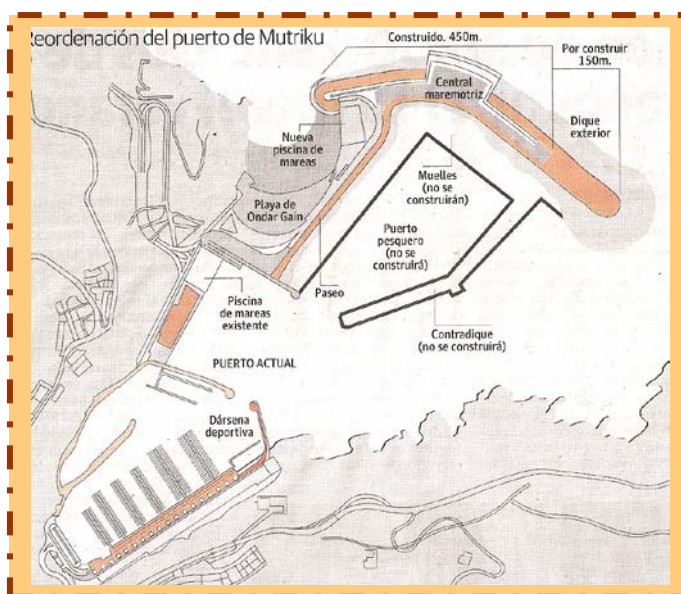 Reordenación del puerto de Mutriku
Construido. 450m.
Por construir
150m.
Central
maremotriz
Dique
exterior
Nueva
piscina de
mareas
Muelles
(no se
construirán)
Playa de
Ondar Gain
Puerto
pesquero
(no se
construirá)
Piscina
de mareas
existente
Paseo
Contradique
(no se construirá)
PUERTO ACTUAL
Dársena
deportiva